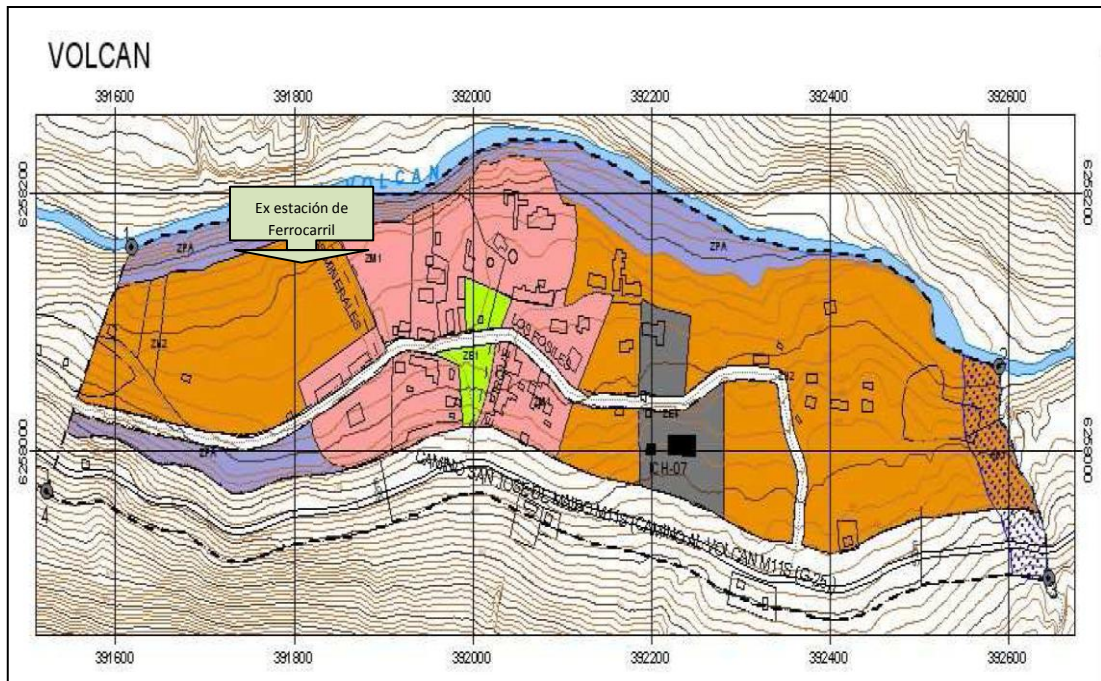 VOLCAN
391600 391800 392000 392200 392400 392600
6258200
6258200
VOLCAN
Ex estación de
Ferrocarril
ZPA
ZM1
ZPA
MINERALES
LOS FOSILES
ZM2
ZE1
ZM2
ZPA
6258000
6258000
CH-07
CAMINO SAN JOSE DE MAIPO M11S (CAMINO AL VOLCAN M11S (G-25)
4
391600 391800 392000 392200 392400 392600